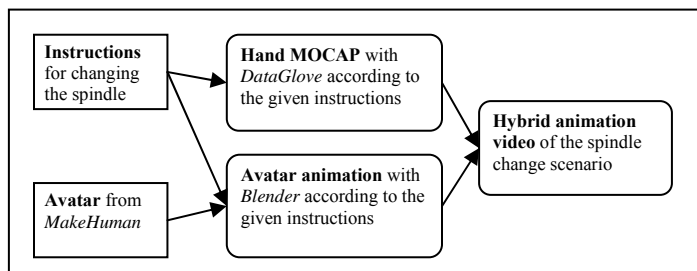 Instructions
for changing
the spindle
Hand MOCAP with
DataGlove according to
the given instructions
Hybrid animation
video of the spindle
change scenario
Avatar from
MakeHuman
Avatar animation with
Blender according to the
given instructions